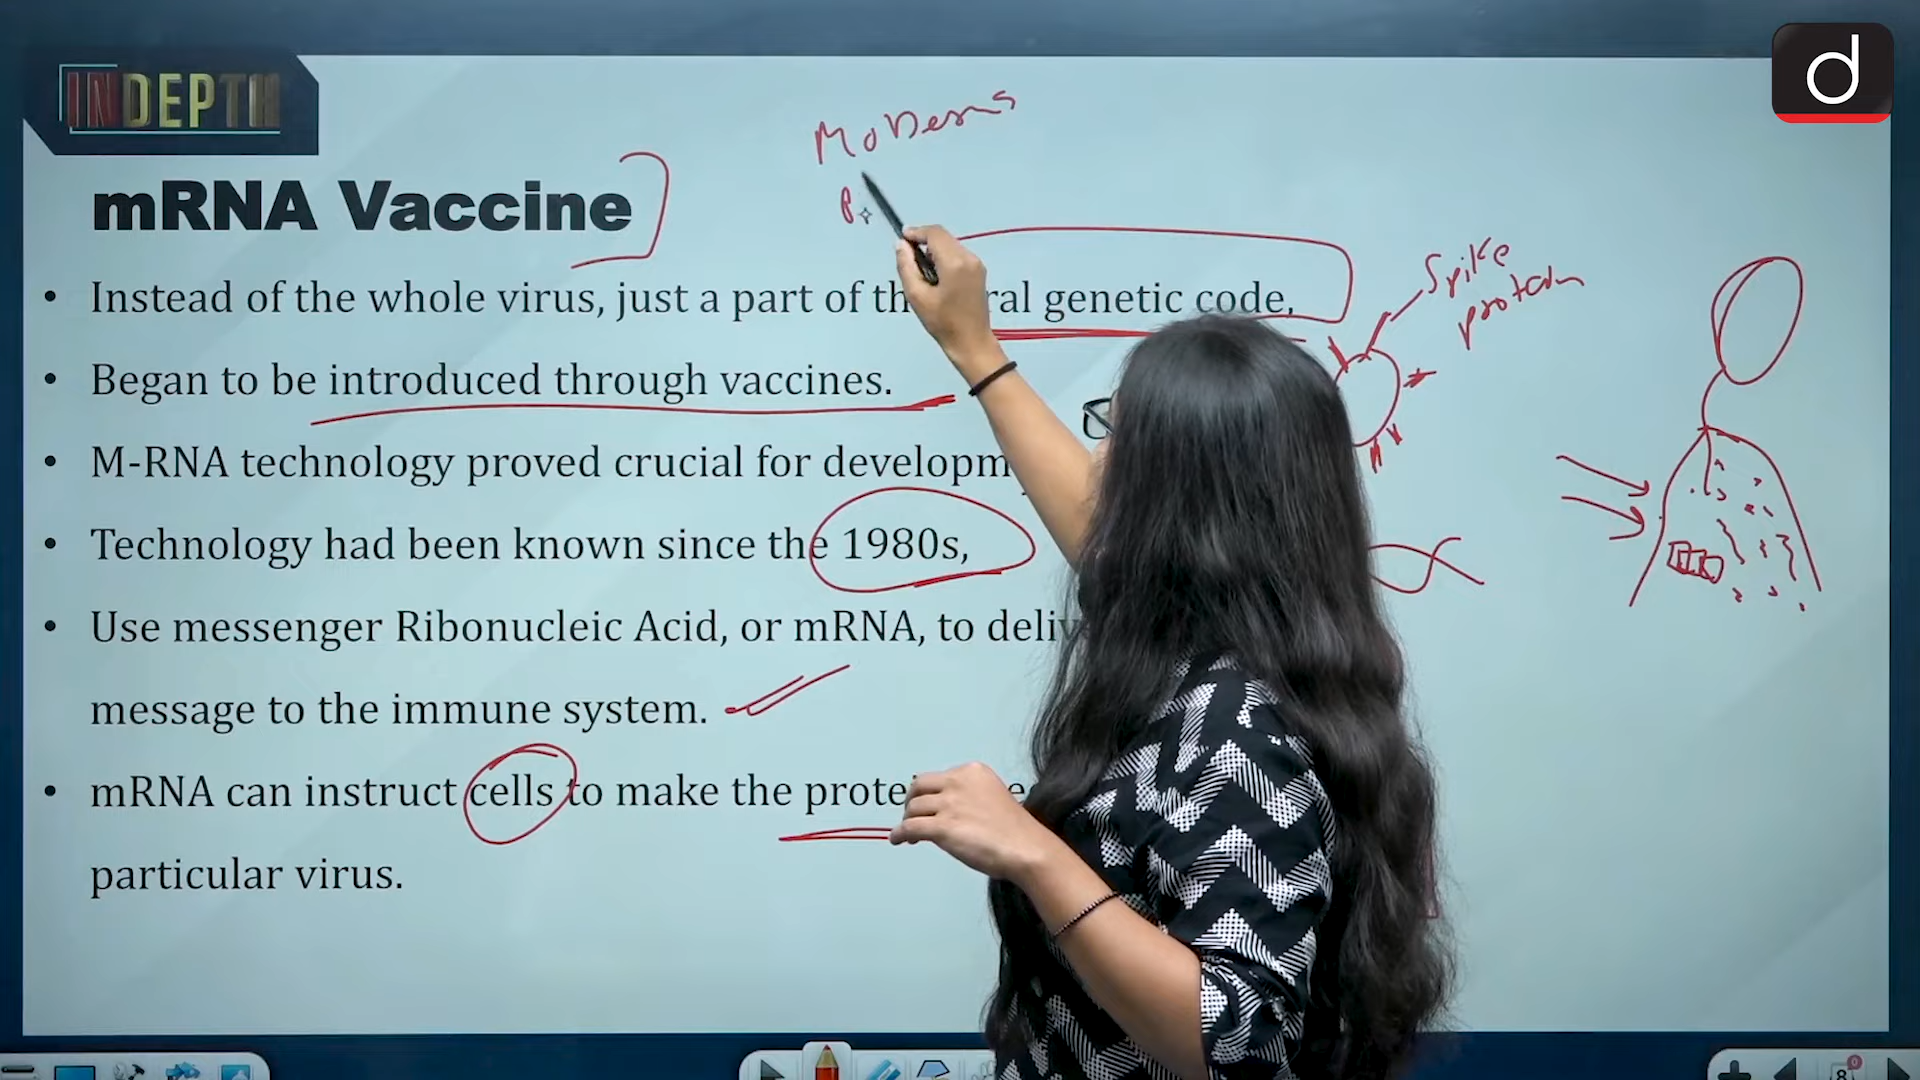 INDEPTH
d
Moderna
P
mRNA Vaccine
• Instead of the whole virus, just a part of th ral genetic code,
Spike
protein
• Began to be introduced through vaccines.
• M-RNA technology proved crucial for developm
• Technology had been known since the 1980s,
• Use messenger Ribonucleic Acid, or mRNA, to deliv
message to the immune system.
• mRNA can instruct cells to make the prote
particular virus.
8